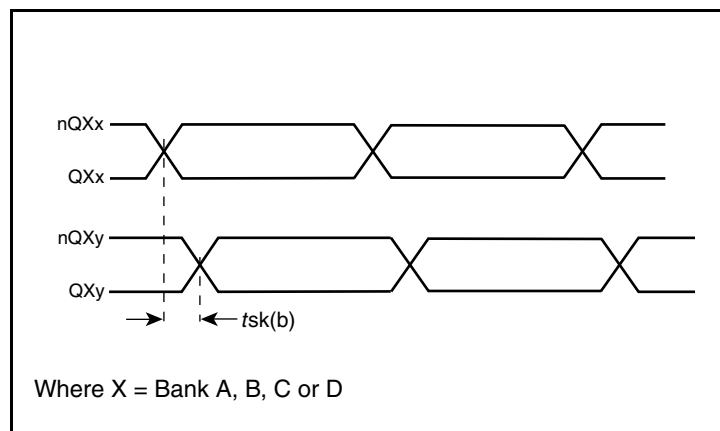 nQXx
QXx
nQXy
QXy
tsk(b)
Where X = Bank A, B, C or D